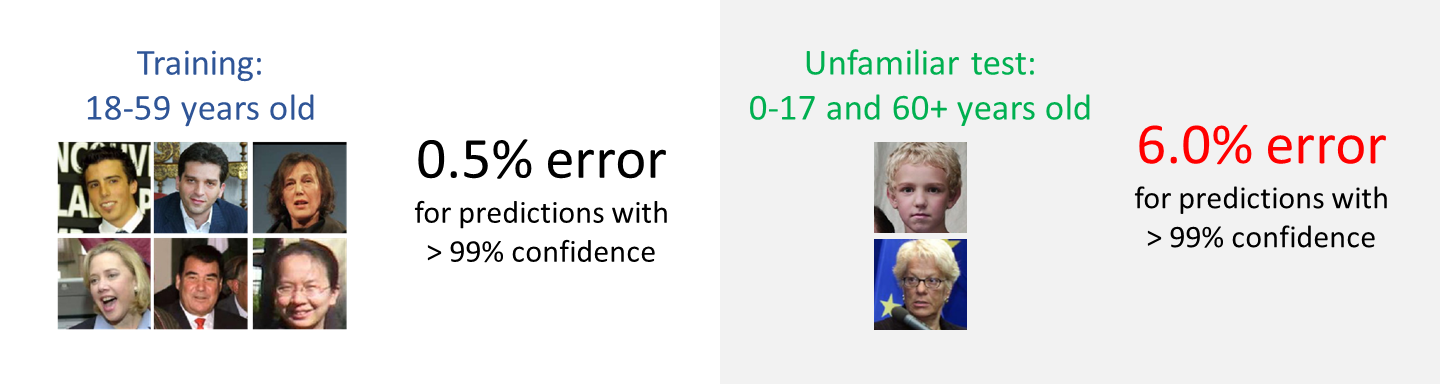 Training:
18-59 years old
0.5% error
for predictions with
> 99% confidence
Unfamiliar test:
0-17 and 60+ years old
6.0% error
for predictions with
> 99% confidence